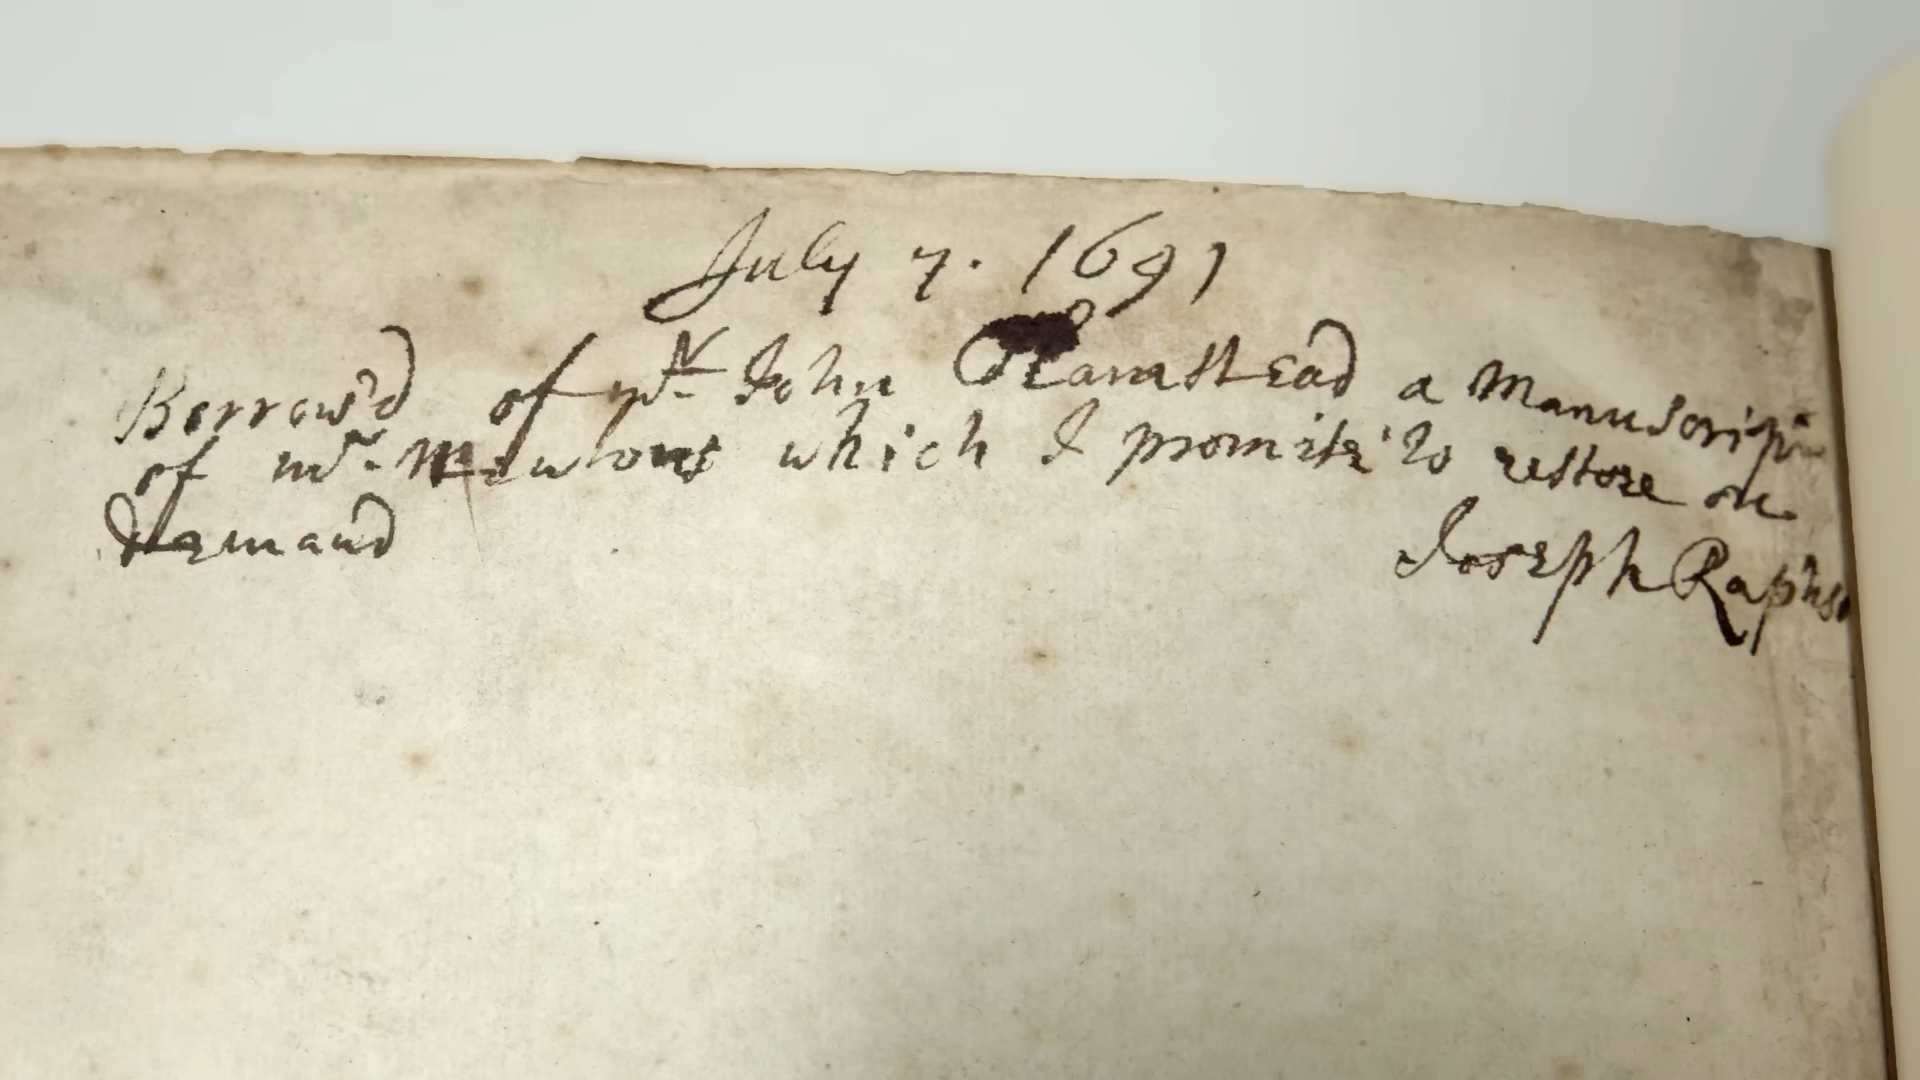 July 7. 1691
Borrow'd of Mr. John Flamstead a Manuscript
of Mr. Newtons which I promise to restore on
demand
Joseph Raphso